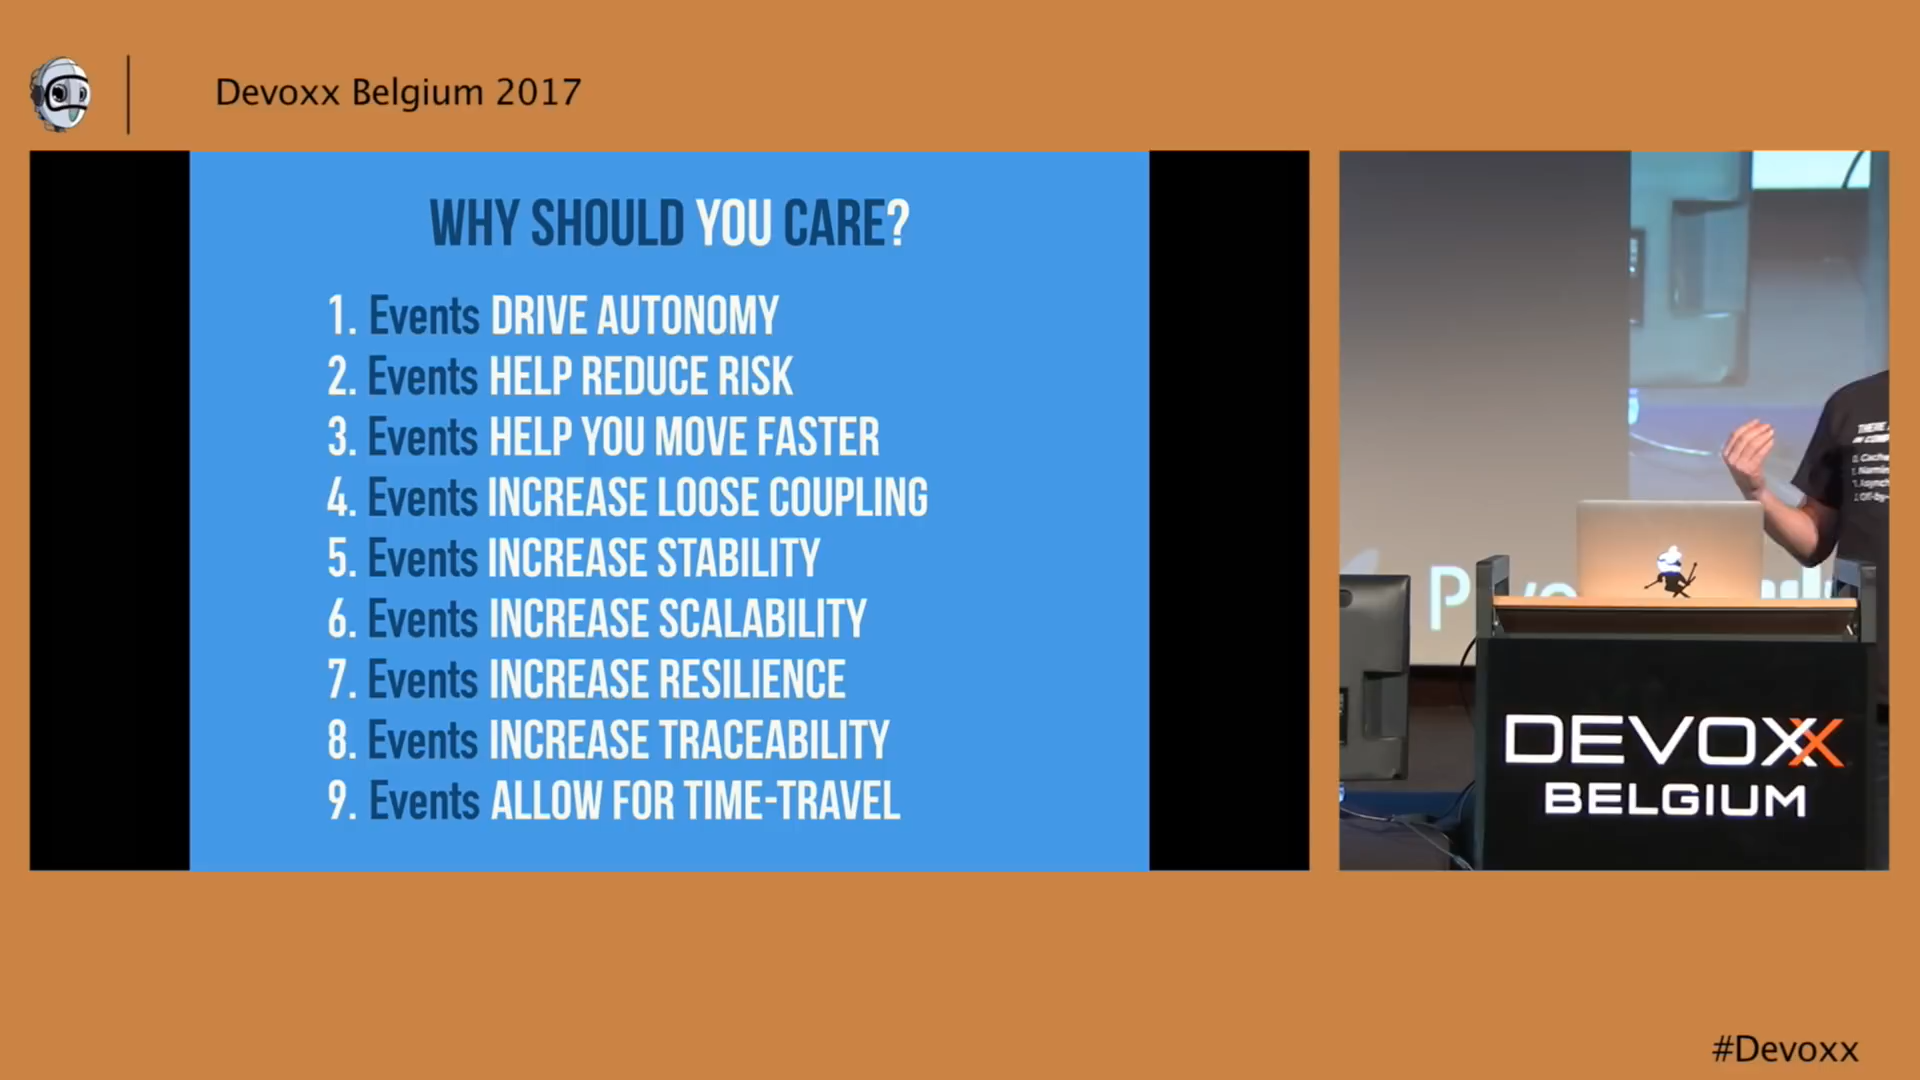 Devoxx Belgium 2017
WHY SHOULD YOU CARE?
1. Events DRIVE AUTONOMY
2. Events HELP REDUCE RISK
3. Events HELP YOU MOVE FASTER
4. Events INCREASE LOOSE COUPLING
5. Events INCREASE STABILITY
6. Events INCREASE SCALABILITY
7. Events INCREASE RESILIENCE
8. Events INCREASE TRACEABILITY
9. Events ALLOW FOR TIME-TRAVEL
THERE
DEVOXX
BELGIUM
#Devoxx